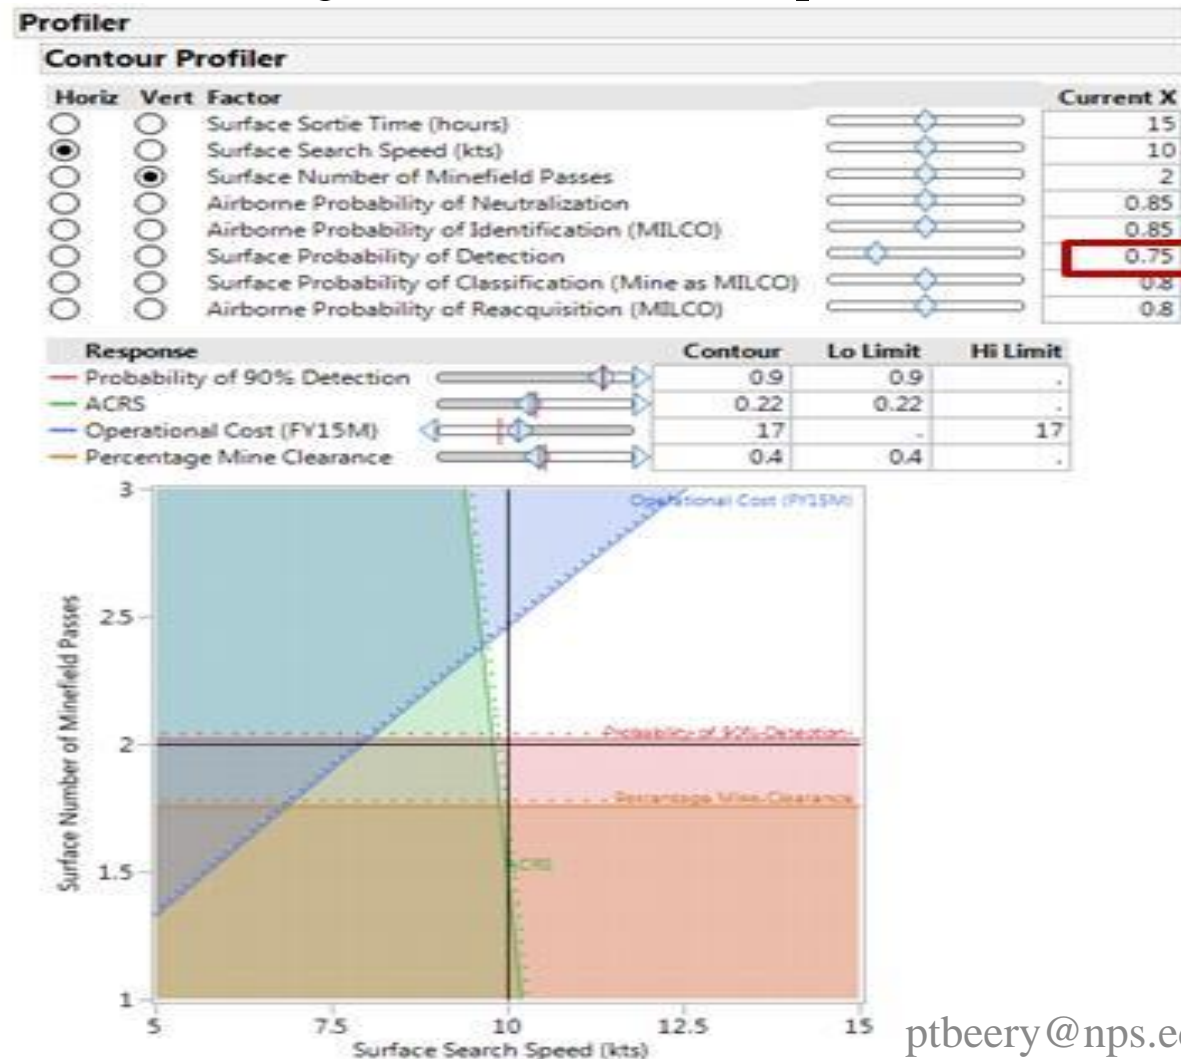 Profiler
Contour Profiler
Horiz Vert Factor Current X
Surface Sortie Time (hours) 15
Surface Search Speed (kts) 10
Surface Number of Minefield Passes 2
Airborne Probability of Neutralization 0.85
Airborne Probability of Identification (MILCO) 0.85
Surface Probability of Detection 0.75
Surface Probability of Classification (Mine as MILCO) 0.8
Airborne Probability of Reacquisition (MILCO) 0.8
Response Contour Lo Limit Hi Limit
Probability of 90% Detection 0.9 0.9 .
ACRS 0.22 0.22 .
Operational Cost (FY15M) 17 . 17
Percentage Mine Clearance 0.4 0.4 .
3
Operational Cost (FY15M)
2.5
Surface Number of Minefield Passes
Probability of 90% Detection
2
Percentage Mine Clearance
1.5
ACRS
1
5 7.5 10 12.5 15
Surface Search Speed (kts)
ptbeery@nps.ed